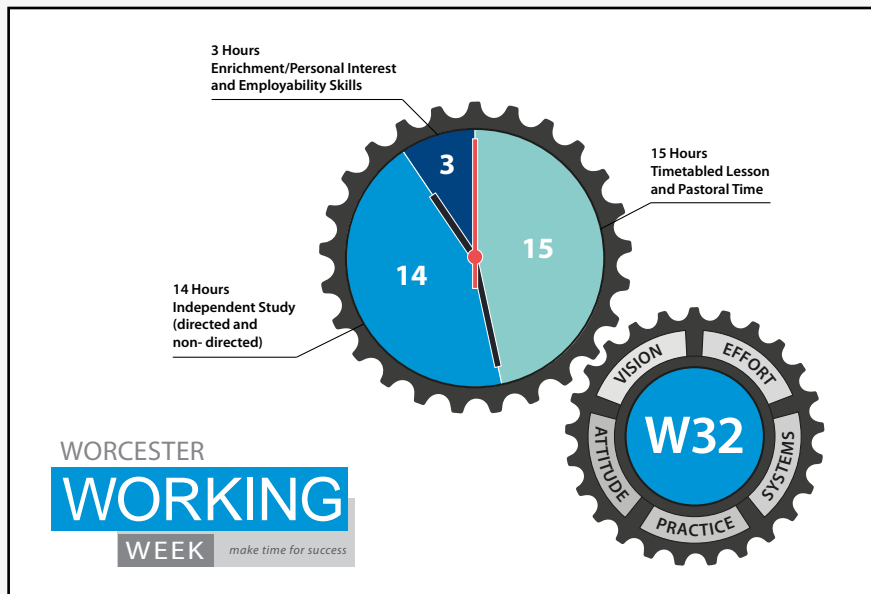 3 Hours
Enrichment/Personal Interest
and Employability Skills
3
15 Hours
Timetabled Lesson
and Pastoral Time
15
14
14 Hours
Independent Study
(directed and
non- directed)
VISION
EFFORT
ATTITUDE
W32
SYSTEMS
PRACTICE
WORCESTER
WORKING
WEEK
make time for success